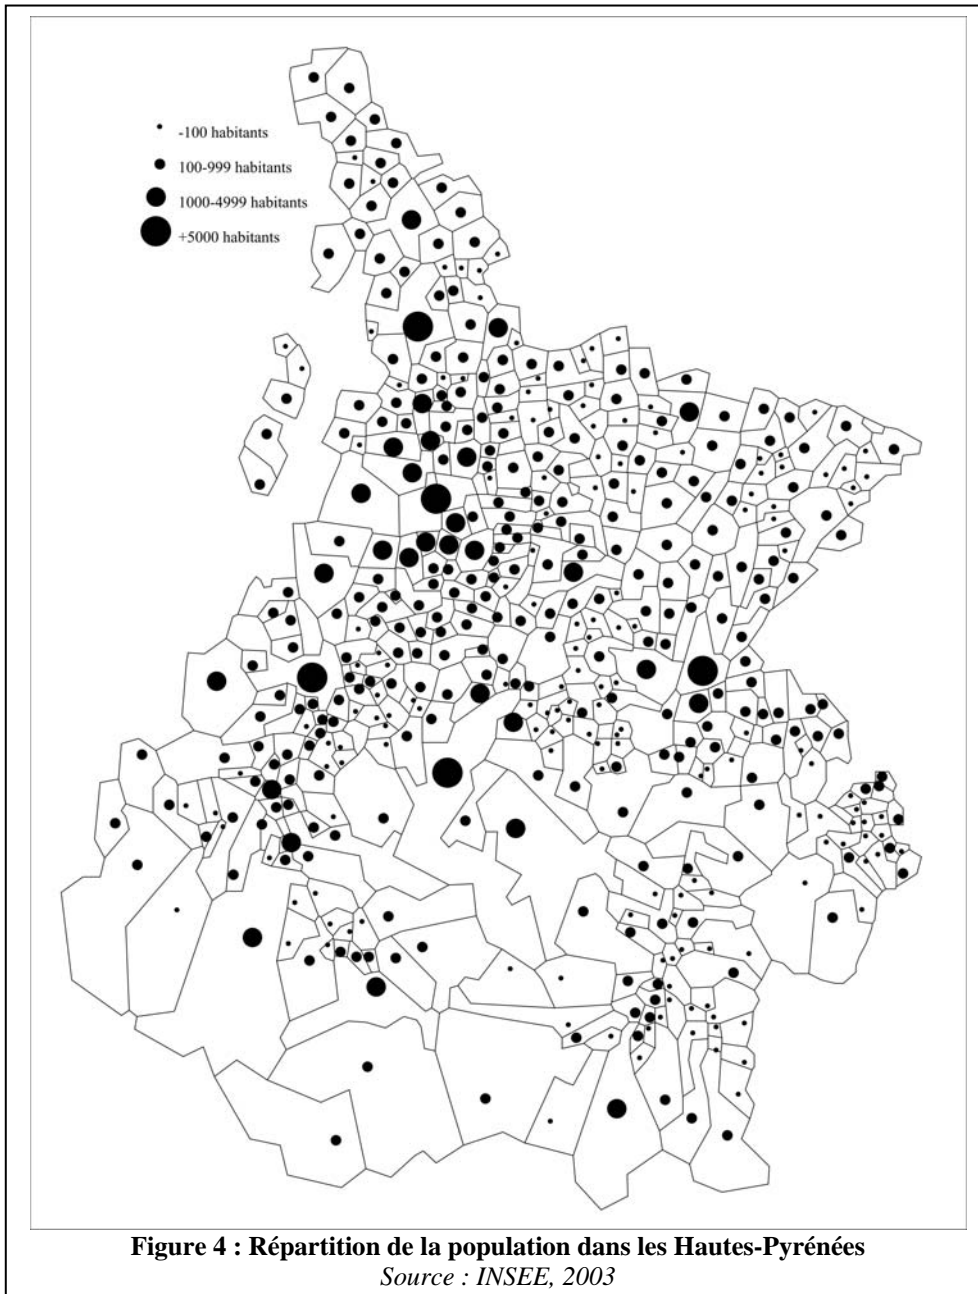 -100 habitants
100-999 habitants
1000-4999 habitants
+5000 habitants
Figure 4 : Répartition de la population dans les Hautes-Pyrénées
Source : INSEE, 2003